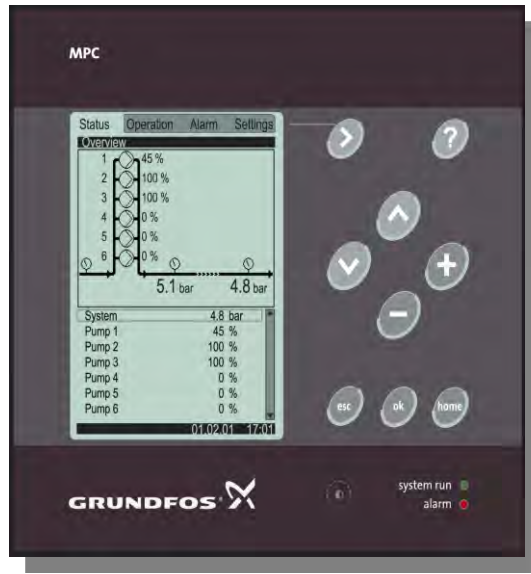 MPC
Status Operation Alarm Settings
Overview
1 45 %
2 100 %
3 100 %
4 0 %
5 0 %
6 0 %
5.1 bar 4.8 bar
System 4.8 bar
Pump 1 45 %
Pump 2 100 %
Pump 3 100 %
Pump 4 0 %
Pump 5 0 %
Pump 6 0 %
01.02.01 17:01
> ?
+
−
esc ok home
GRUNDFOS
system run
alarm